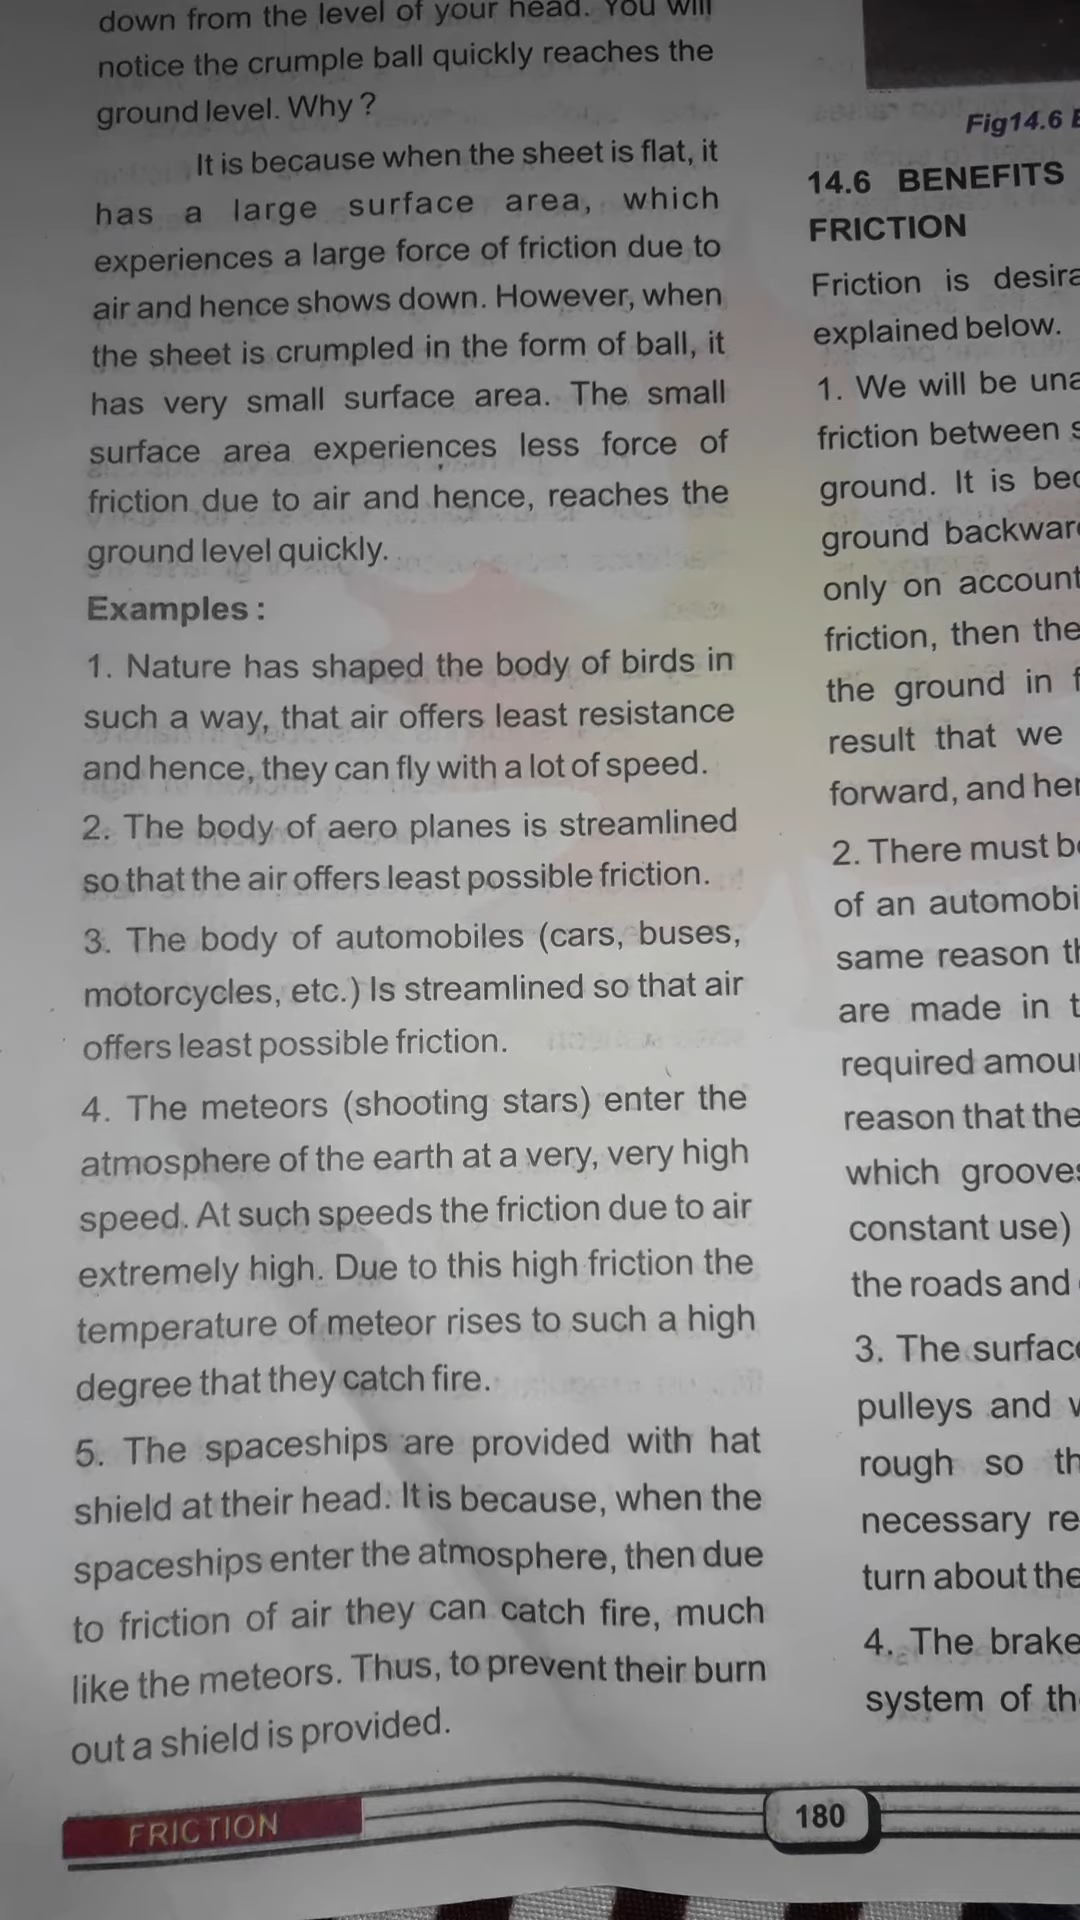 down from the level of your head. You will
notice the crumple ball quickly reaches the
ground level. Why ?
It is because when the sheet is flat, it
has a large surface area, which
experiences a large force of friction due to
air and hence shows down. However, when
the sheet is crumpled in the form of ball, it
has very small surface area. The small
surface area experiences less force of
friction due to air and hence, reaches the
ground level quickly.
Examples :
1. Nature has shaped the body of birds in
such a way, that air offers least resistance
and hence, they can fly with a lot of speed.
2. The body of aero planes is streamlined
so that the air offers least possible friction.
3. The body of automobiles (cars, buses,
motorcycles, etc.) Is streamlined so that air
offers least possible friction.
4. The meteors (shooting stars) enter the
atmosphere of the earth at a very, very high
speed. At such speeds the friction due to air
extremely high. Due to this high friction the
temperature of meteor rises to such a high
degree that they catch fire.
5. The spaceships are provided with hat
shield at their head. It is because, when the
spaceships enter the atmosphere, then due
to friction of air they can catch fire, much
like the meteors. Thus, to prevent their burn
out a shield is provided.
Fig14.6
14.6 BENEFITS
FRICTION
Friction is
explained below.
1. We will be
friction between
ground. It is
ground
only on account
friction, then
the ground in
result that we
forward, and
2. There must
of an
same reason
are made in
required
reason that
which
constant use)
the roads and
3. The
pulleys and
rough so
necessary
turn about
4. The
system of
FRICTION
180